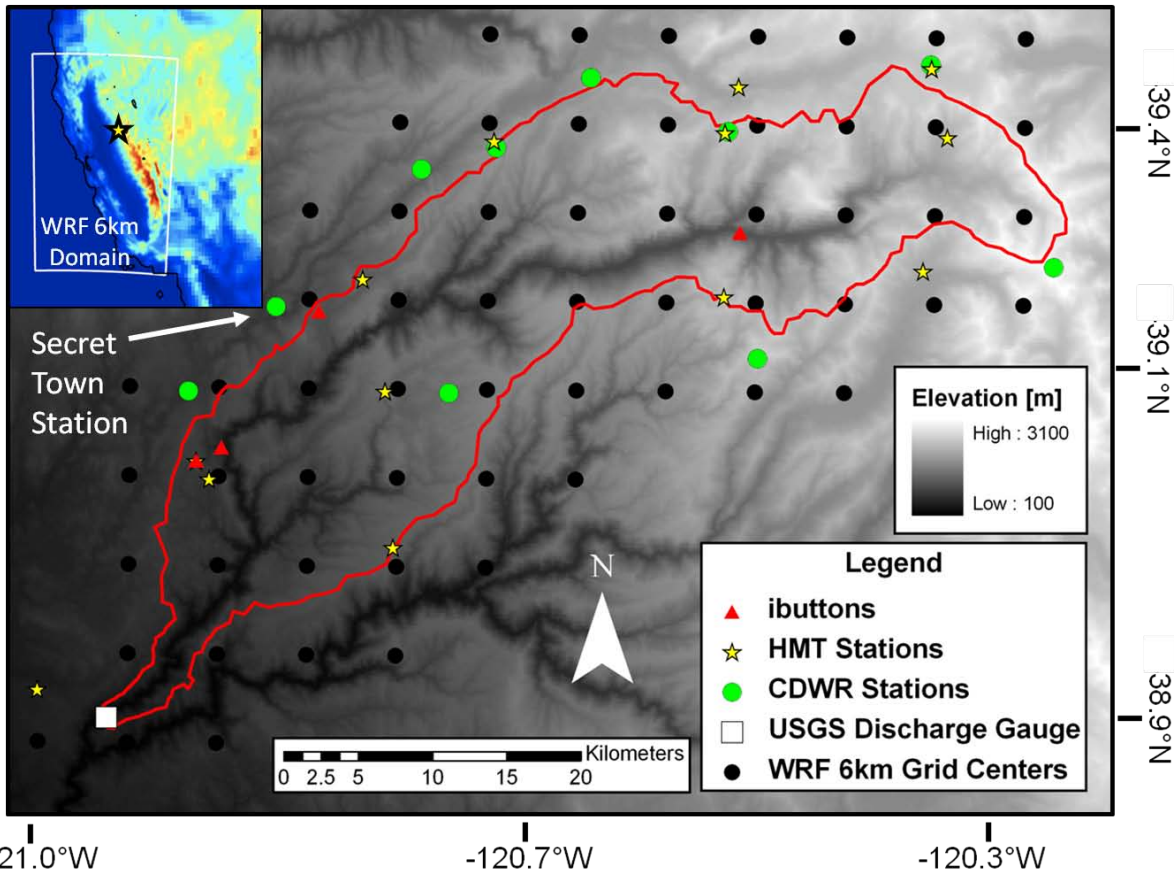 WRF 6km
Domain
Secret
Town
Station
39.4°N
39.1°N
38.9°N
Elevation [m]
High : 3100
Low : 100
N
Legend
ibuttons
HMT Stations
CDWR Stations
USGS Discharge Gauge
WRF 6km Grid Centers
Kilometers
0 2.5 5 10 15 20
21.0°W -120.7°W -120.3°W